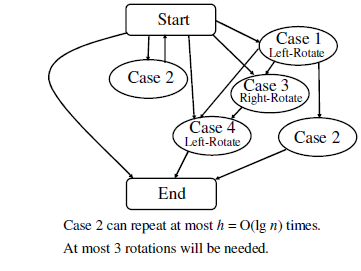 Start
Case 1
Left-Rotate
Case 2
Case 3
Right-Rotate
Case 4
Left-Rotate
Case 2
End
Case 2 can repeat at most h = O(lg n) times.
At most 3 rotations will be needed.